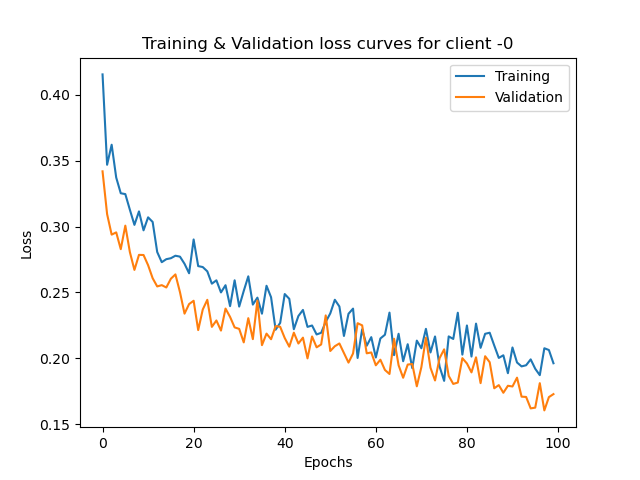 Training & Validation loss curves for client -0
Training
Validation
0.40
0.35
0.30
0.25
0.20
0.15
Loss
0
20
40
60
80
100
Epochs